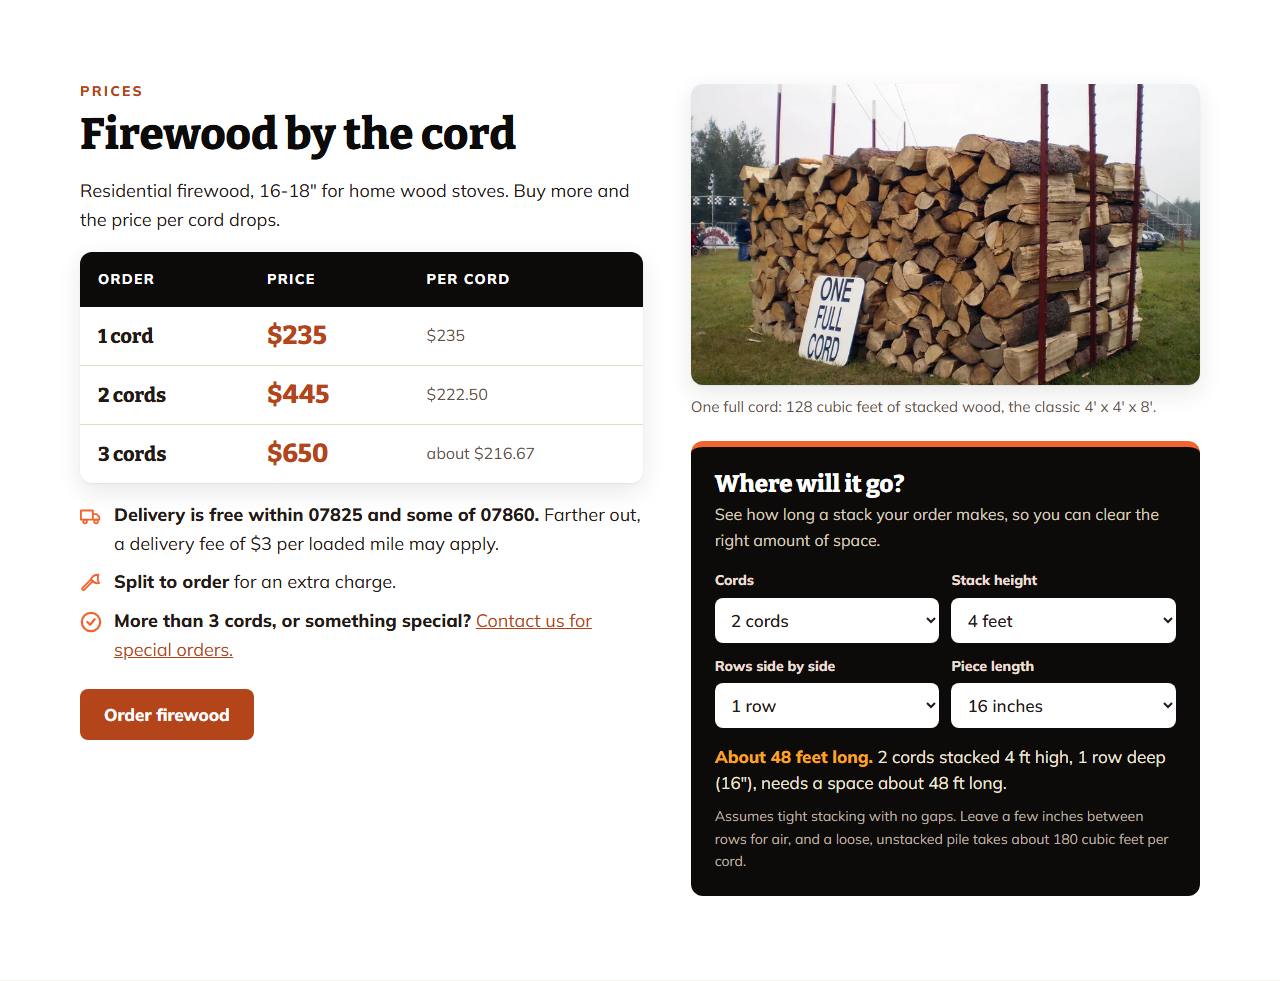 PRICES
Firewood by the cord
Residential firewood, 16-18" for home wood stoves. Buy more and
the price per cord drops.
ORDER PRICE PER CORD
1 cord $235 $235
2 cords $445 $222.50
3 cords $650 about $216.67
Delivery is free within 07825 and some of 07860. Farther out,
a delivery fee of $3 per loaded mile may apply.
Split to order for an extra charge.
More than 3 cords, or something special? Contact us for
special orders.
Order firewood
ONE
FULL
CORD
One full cord: 128 cubic feet of stacked wood, the classic 4' x 4' x 8'.
Where will it go?
See how long a stack your order makes, so you can clear the
right amount of space.
Cords Stack height
2 cords 4 feet
Rows side by side Piece length
1 row 16 inches
About 48 feet long. 2 cords stacked 4 ft high, 1 row deep
(16"), needs a space about 48 ft long.
Assumes tight stacking with no gaps. Leave a few inches between
rows for air, and a loose, unstacked pile takes about 180 cubic feet per
cord.